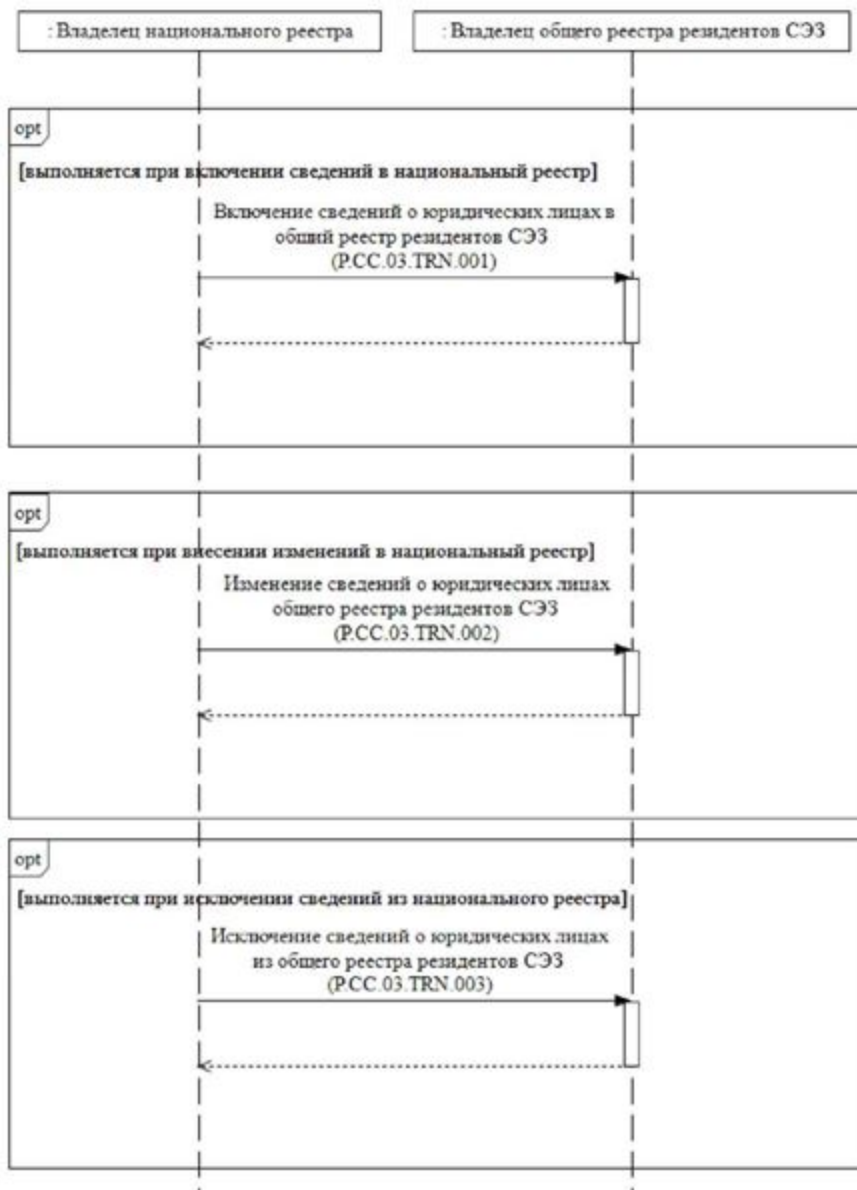 : Владелец национального реестра
: Владелец общего реестра резидентов СЭЗ
opt
[выполняется при включении сведений в национальный реестр]
Включение сведений о юридических лицах в
общий реестр резидентов СЭЗ
(P.CC.03.TRN.001)
opt
[выполняется при внесении изменений в национальный реестр]
Изменение сведений о юридических лицах
общего реестра резидентов СЭЗ
(P.CC.03.TRN.002)
opt
[выполняется при исключении сведений из национального реестра]
Исключение сведений о юридических лицах
из общего реестра резидентов СЭЗ
(P.CC.03.TRN.003)